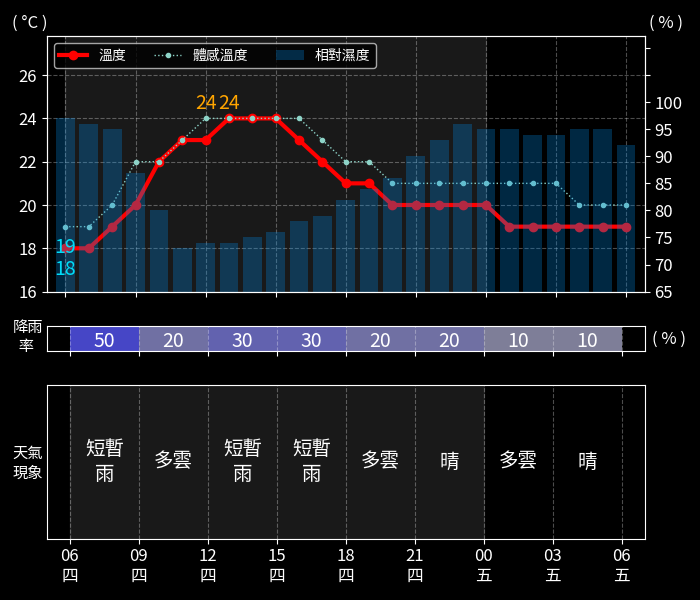 ( °C )
( % )
溫度
體感溫度
相對濕度
26
24
22
20
18
16
100
95
90
85
80
75
70
65
24 24
19
18
降雨
率
50 20 30 30 20 20 10 10
( % )
天氣
現象
短暫
雨
多雲
短暫
雨
短暫
雨
多雲
晴
多雲
晴
06 09 12 15 18 21 00 03 06
四 四 四 四 四 四 五 五 五